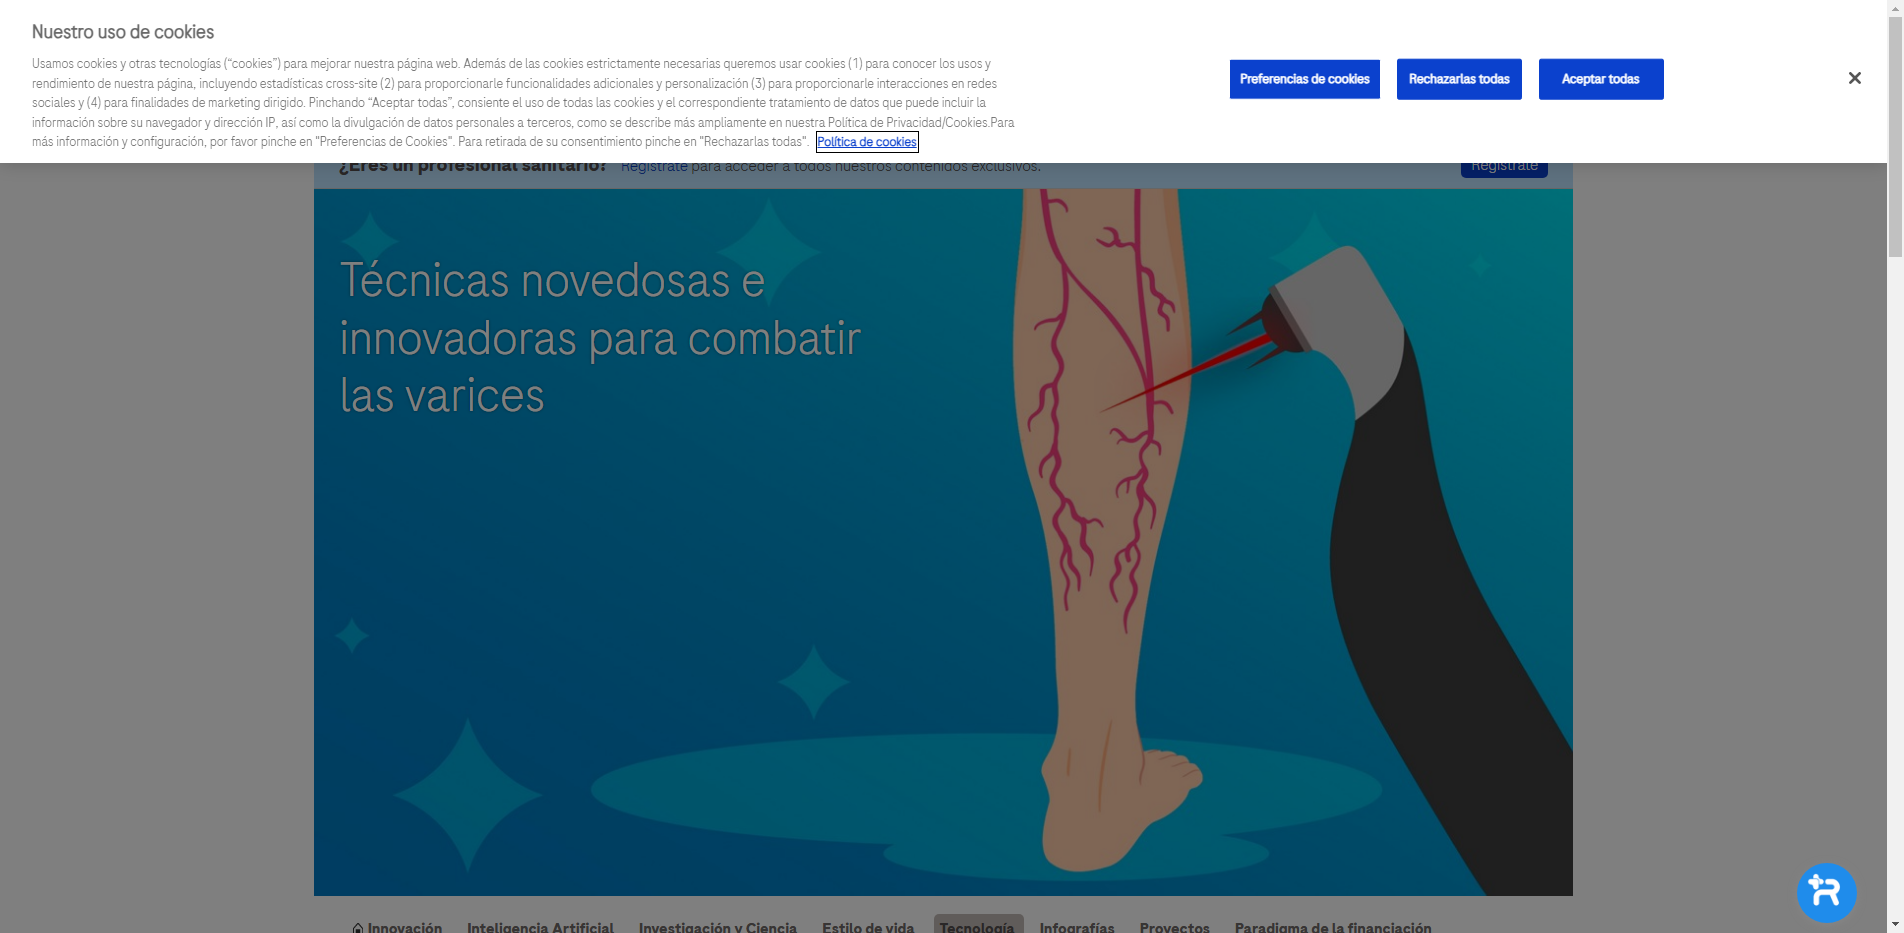 Nuestro uso de cookies
Usamos cookies y otras tecnologías (“cookies”) para mejorar nuestra página web. Además de las cookies estrictamente necesarias queremos usar cookies (1) para conocer los usos y
rendimiento de nuestra página, incluyendo estadísticas cross-site (2) para proporcionarle funcionalidades adicionales y personalización (3) para proporcionarle interacciones en redes
sociales y (4) para finalidades de marketing dirigido. Pinchando “Aceptar todas”, consiente el uso de todas las cookies y el correspondiente tratamiento de datos que puede incluir la
información sobre su navegador y dirección IP, así como la divulgación de datos personales a terceros, como se describe más ampliamente en nuestra Política de Privacidad/Cookies.Para
más información y configuración, por favor pinche en "Preferencias de Cookies". Para retirada de su consentimiento pinche en "Rechazarlas todas". Política de cookies
Preferencias de cookies
Rechazarlas todas
Aceptar todas
¿Eres un profesional sanitario? Regístrate para acceder a todos nuestros contenidos exclusivos.
Regístrate
Técnicas novedosas e
innovadoras para combatir
las varices
Innovación Inteligencia Artificial Investigación y Ciencia Estilo de vida Tecnología Infografías Proyectos Paradigma de la financiación